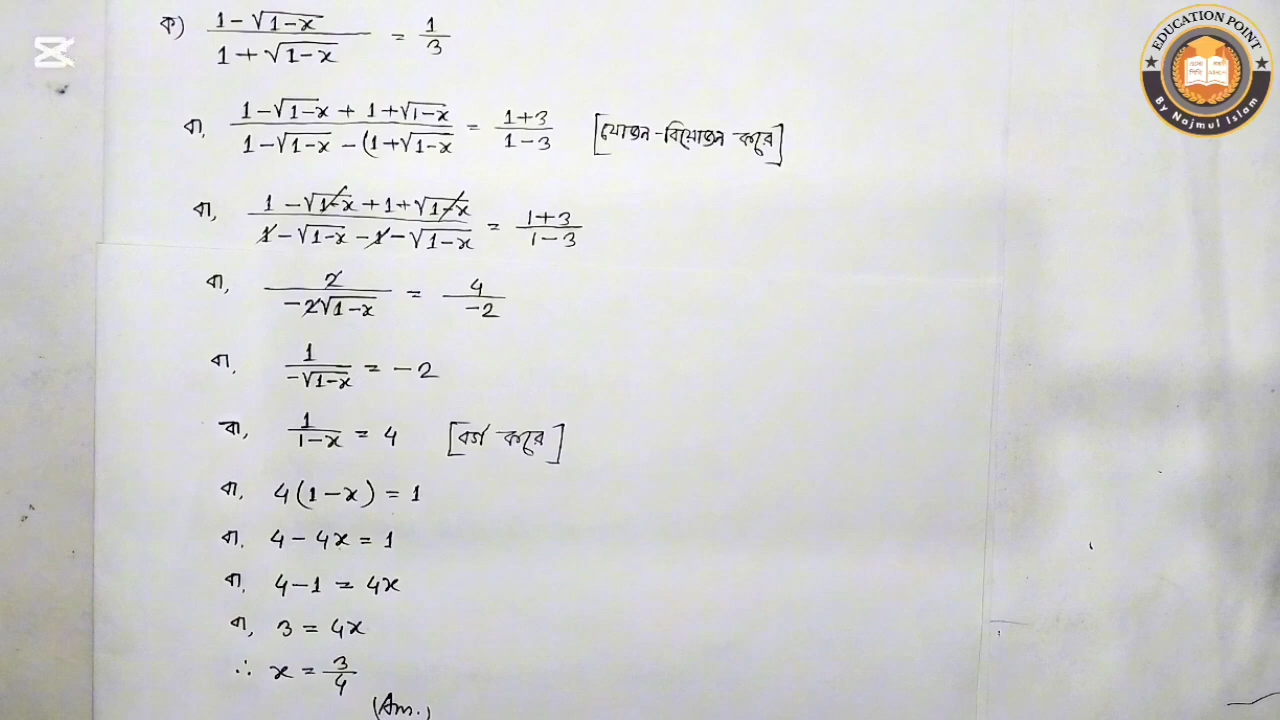 ক) (1-√(1-x))/(1+√(1-x)) = 1/3
বা, (1-√(1-x) + 1+√(1-x))/(1-√(1-x) - (1+√(1-x)) = (1+3)/(1-3) [যোজন-বিয়োজন করে]
বা, (1-√(1-x)+1+√(1-x))/(1-√(1-x)-1-√(1-x)) = (1+3)/(1-3)
বা, 2/(-2√(1-x)) = 4/(-2)
বা, 1/(-√(1-x)) = -2
বা, 1/(1-x) = 4 [বর্গ করে]
বা, 4(1-x) = 1
বা, 4-4x = 1
বা, 4-1 = 4x
বা, 3 = 4x
∴ x = 3/4
(Ans.)
EDUCATION POINT
By Najmul Islam